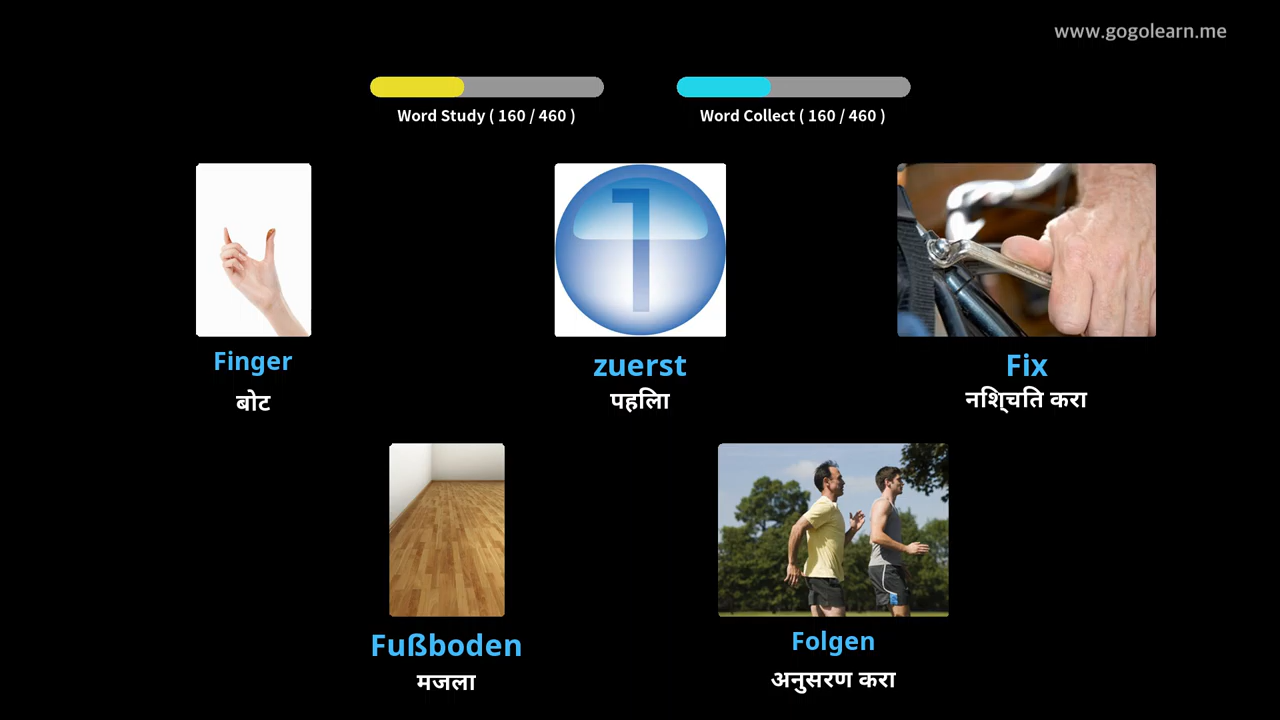 www.gogolearn.me
Word Study ( 160 / 460 )
Word Collect ( 160 / 460 )
Finger
बोट
zuerst
पहिला
Fix
निश्चित करा
Fußboden
मजला
Folgen
अनुसरण करा